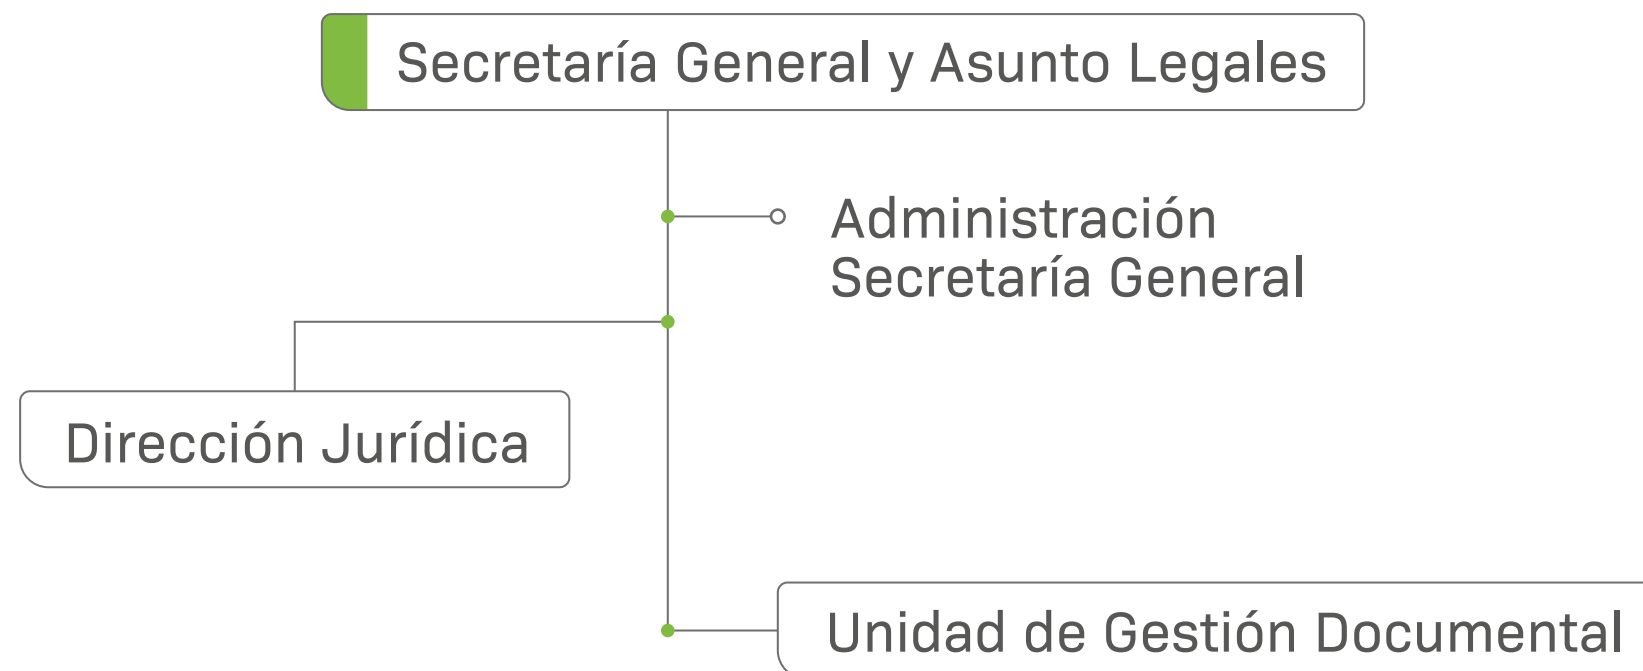 Secretaría General y Asunto Legales
Administración
Secretaría General
Dirección Jurídica
Unidad de Gestión Documental